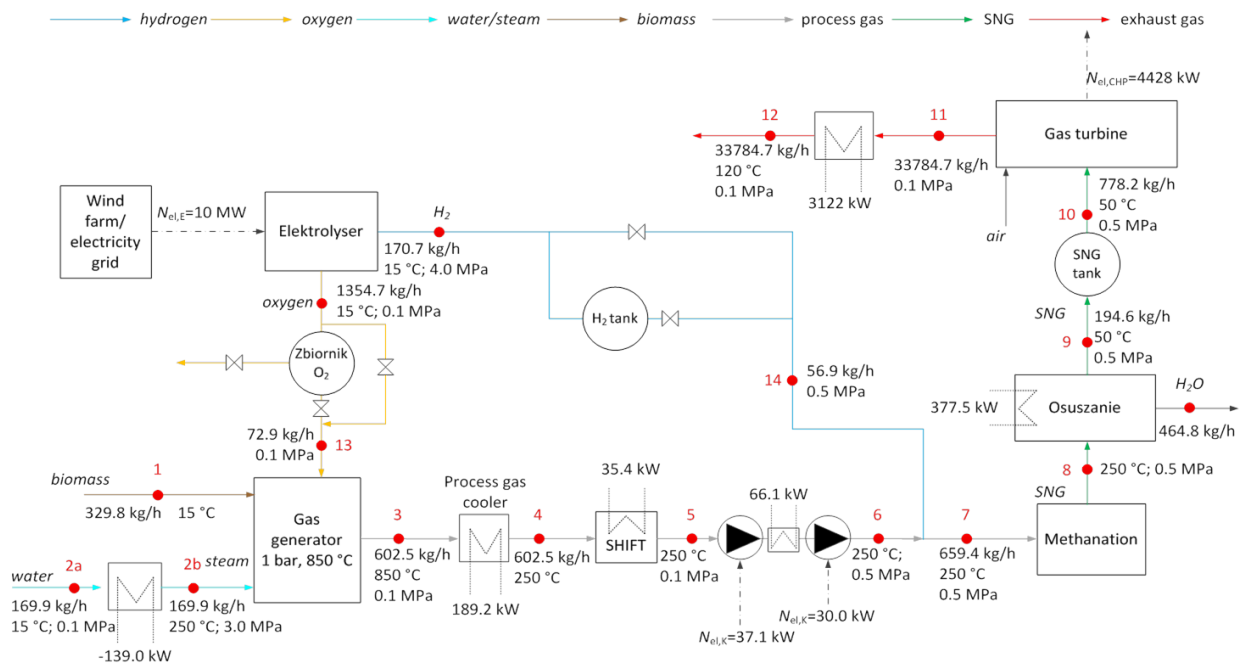 hydrogen
oxygen
water/steam
biomass
process gas
SNG
exhaust gas
N_el,CHP=4428 kW
12
33784.7 kg/h
120 °C
0.1 MPa
3122 kW
11
33784.7 kg/h
0.1 MPa
Gas turbine
778.2 kg/h
50 °C
0.5 MPa
10
air
SNG
tank
Wind
farm/
electricity
grid
N_el,E=10 MW
Elektrolyser
H2
170.7 kg/h
15 °C; 4.0 MPa
1354.7 kg/h
oxygen
15 °C; 0.1 MPa
H2 tank
Zbiornik
O2
SNG
194.6 kg/h
50 °C
0.5 MPa
9
14
56.9 kg/h
0.5 MPa
377.5 kW
Osuszanie
H2O
464.8 kg/h
72.9 kg/h
0.1 MPa
13
8
250 °C; 0.5 MPa
SNG
biomass
1
329.8 kg/h
15 °C
Gas
generator
1 bar, 850 °C
3
602.5 kg/h
850 °C
0.1 MPa
Process gas
cooler
189.2 kW
4
602.5 kg/h
250 °C
35.4 kW
SHIFT
5
250 °C
0.1 MPa
66.1 kW
6
250 °C;
0.5 MPa
7
659.4 kg/h
250 °C
0.5 MPa
Methanation
water
2a
169.9 kg/h
15 °C; 0.1 MPa
2b
steam
169.9 kg/h
250 °C; 3.0 MPa
-139.0 kW
N_el,K=30.0 kW
N_el,K=37.1 kW